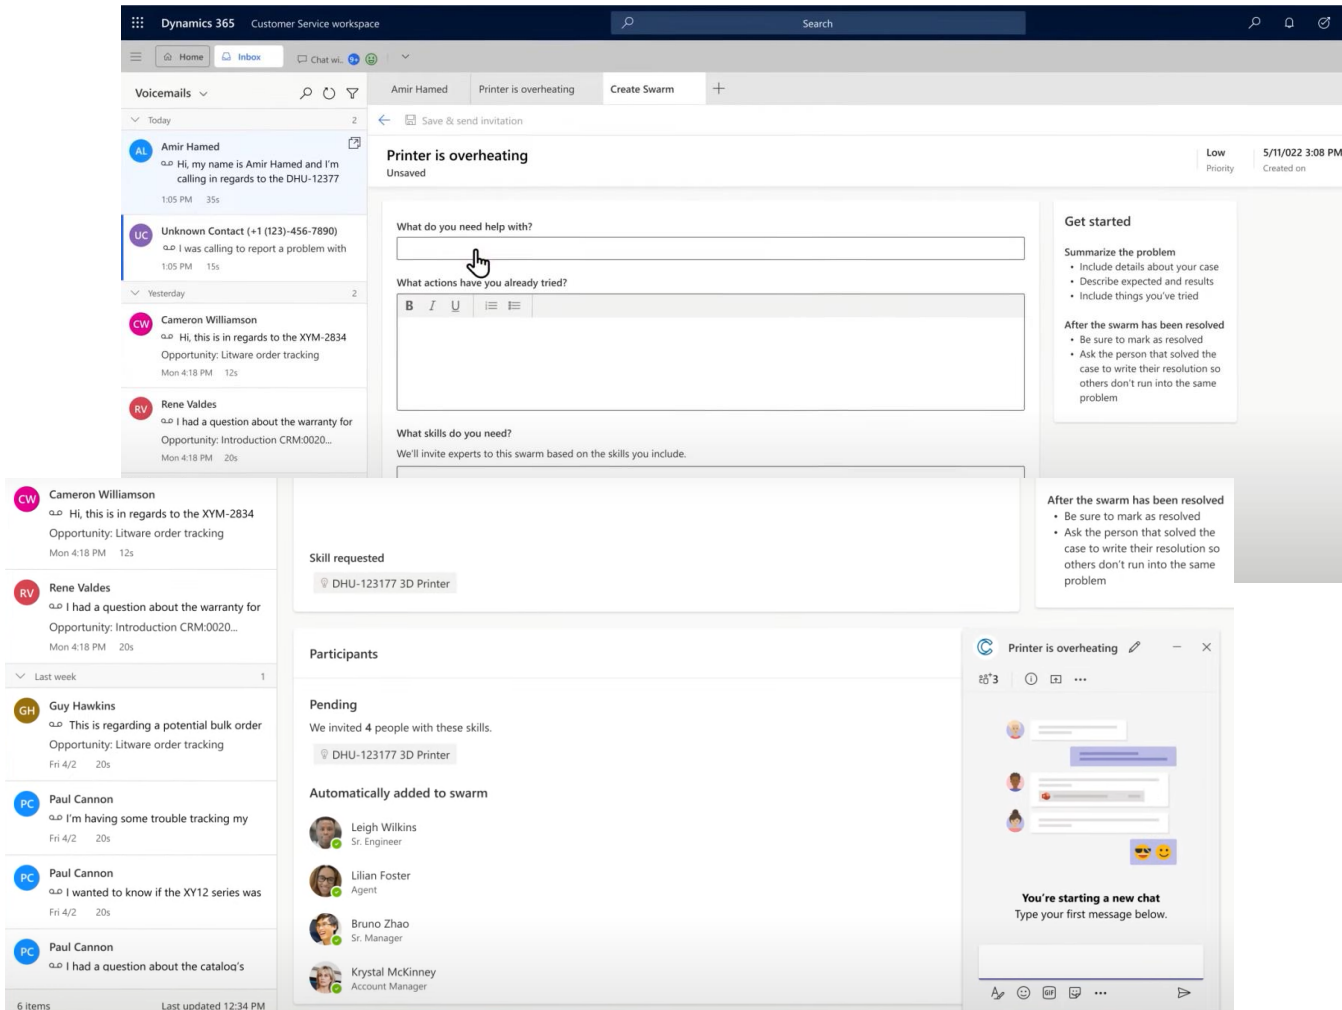 Dynamics 365 Customer Service workspace
Search
Home
Inbox
Chat wi.. 9+
Voicemails
Amir Hamed
Printer is overheating
Create Swarm
Today 2
Save & send invitation
AL
Amir Hamed
Hi, my name is Amir Hamed and I'm
calling in regards to the DHU-12377
1:05 PM 35s
UC
Unknown Contact (+1 (123)-456-7890)
I was calling to report a problem with
1:05 PM 15s
Yesterday 2
CW
Cameron Williamson
Hi, this is in regards to the XYM-2834
Opportunity: Litware order tracking
Mon 4:18 PM 12s
RV
Rene Valdes
I had a question about the warranty for
Opportunity: Introduction CRM:0020...
Mon 4:18 PM 20s
Printer is overheating
Unsaved
Low
Priority
5/11/022 3:08 PM
Created on
What do you need help with?
What actions have you already tried?
B I U
What skills do you need?
We'll invite experts to this swarm based on the skills you include.
Get started
Summarize the problem
• Include details about your case
• Describe expected and results
• Include things you've tried
After the swarm has been resolved
• Be sure to mark as resolved
• Ask the person that solved the
case to write their resolution so
others don't run into the same
problem
CW
Cameron Williamson
Hi, this is in regards to the XYM-2834
Opportunity: Litware order tracking
Mon 4:18 PM 12s
RV
Rene Valdes
I had a question about the warranty for
Opportunity: Introduction CRM:0020...
Mon 4:18 PM 20s
Last week 1
GH
Guy Hawkins
This is regarding a potential bulk order
Opportunity: Litware order tracking
Fri 4/2 20s
PC
Paul Cannon
I'm having some trouble tracking my
Fri 4/2 20s
PC
Paul Cannon
I wanted to know if the XY12 series was
Fri 4/2 20s
PC
Paul Cannon
I had a question about the catalog's
6 items Last updated 12:34 PM
Skill requested
DHU-123177 3D Printer
Participants
Pending
We invited 4 people with these skills.
DHU-123177 3D Printer
Automatically added to swarm
Leigh Wilkins
Sr. Engineer
Lilian Foster
Agent
Bruno Zhao
Sr. Manager
Krystal McKinney
Account Manager
After the swarm has been resolved
• Be sure to mark as resolved
• Ask the person that solved the
case to write their resolution so
others don't run into the same
problem
Printer is overheating
3
You're starting a new chat
Type your first message below.
GIF